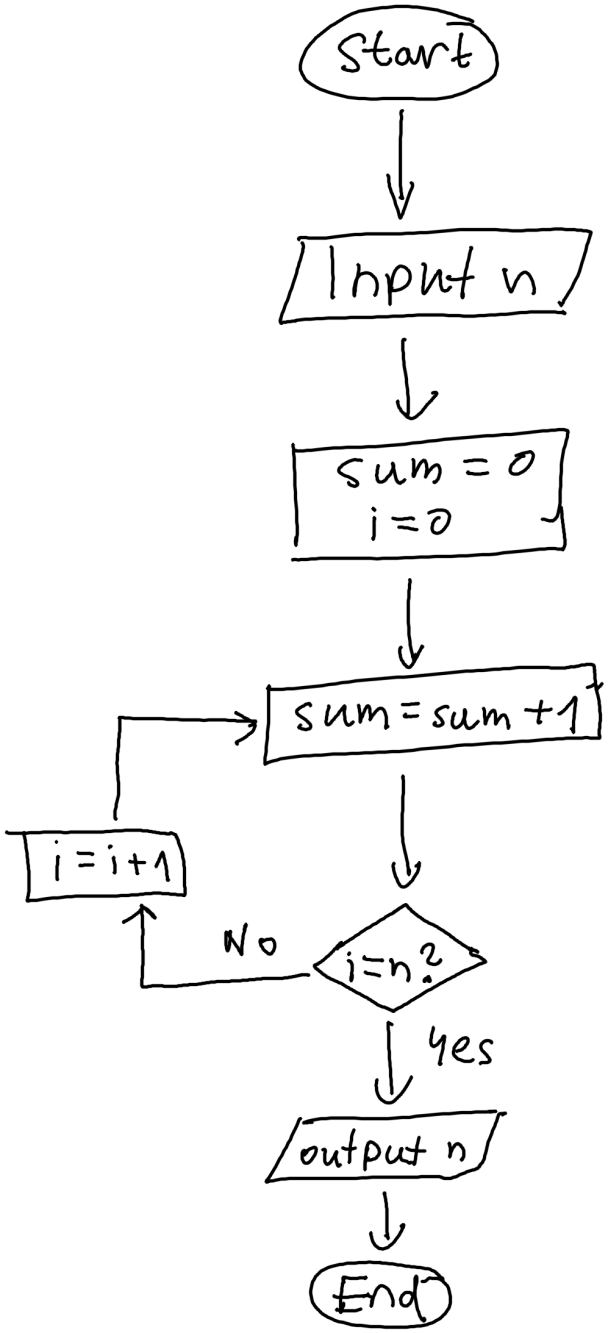 Start
Input n
sum = 0
i = 0
sum = sum + 1
i = i + 1
No
i = n?
Yes
output n
End